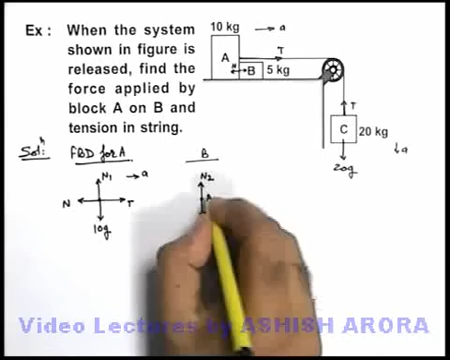 Ex : When the system
shown in figure is
released, find the
force applied by
block A on B and
tension in string.
10 kg → a
A
T
N
B 5 kg
T
C 20 kg
20g
↓a
Solⁿ: FBD for A
B
N₁ → a
N T
10g
N₂
Video Lectures by ASHISH ARORA